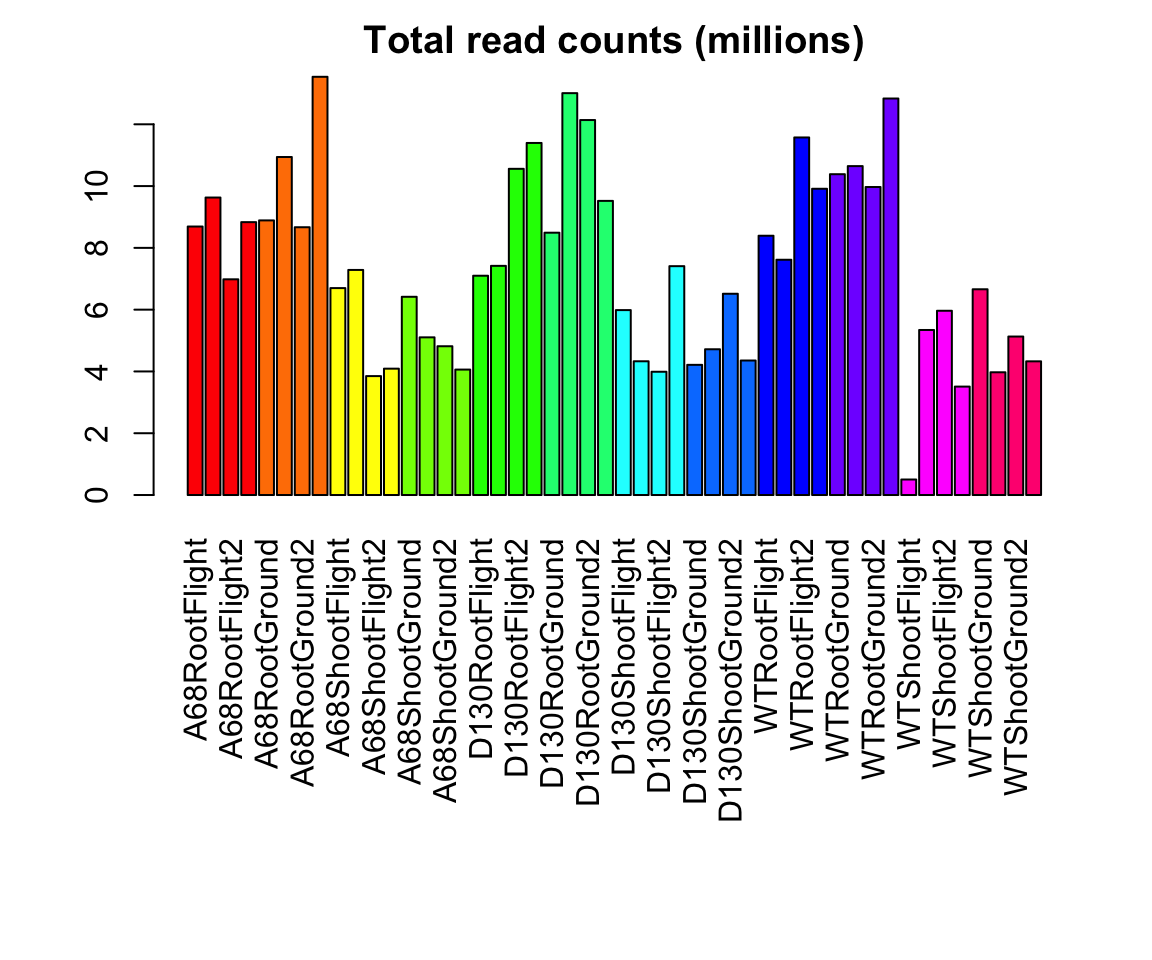 Total read counts (millions)
10
8
6
4
2
0
A68RootFlight
A68RootFlight2
A68RootGround
A68RootGround2
A68ShootFlight
A68ShootFlight2
A68ShootGround
A68ShootGround2
D130RootFlight
D130RootFlight2
D130RootGround
D130RootGround2
D130ShootFlight
D130ShootFlight2
D130ShootGround
D130ShootGround2
WTRootFlight
WTRootFlight2
WTRootGround
WTRootGround2
WTShootFlight
WTShootFlight2
WTShootGround
WTShootGround2